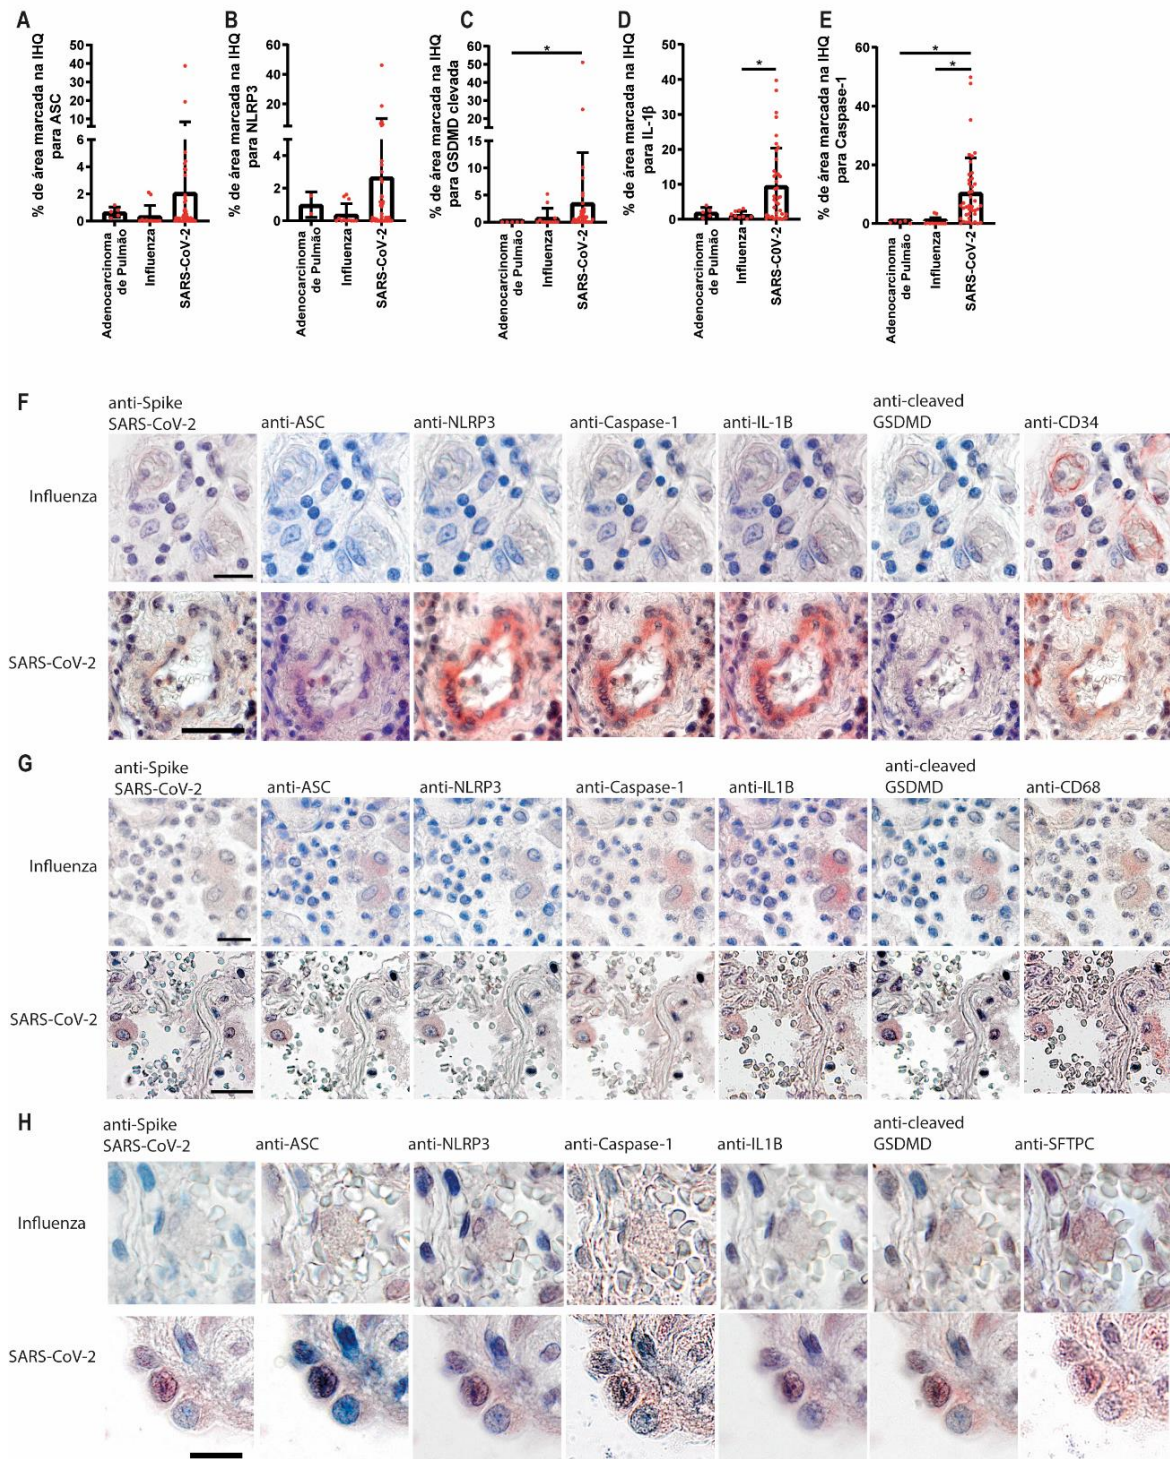 A
% de área marcada na IHQ
para ASC
50
40
30
20
10
6
4
2
0
Adenocarcinoma
de Pulmão
Influenza
SARS-CoV-2
B
% de área marcada na IHQ
para NLRP3
60
40
20
6
4
2
0
Adenocarcinoma
de Pulmão
Influenza
SARS-CoV-2
C
% de área marcada na IHQ
para GSDMD clevada
60
50
40
30
20
15
10
5
0
*
Adenocarcinoma
de Pulmão
Influenza
SARS-CoV-2
D
% de área marcada na IHQ
para IL-1β
50
40
30
20
10
0
*
Adenocarcinoma
de Pulmão
Influenza
SARS-C0V-2
E
% de área marcada na IHQ
para Caspase-1
60
40
20
0
*
*
Adenocarcinoma
de Pulmão
Influenza
SARS-CoV-2
F
anti-Spike
SARS-CoV-2
anti-ASC
anti-NLRP3
anti-Caspase-1
anti-IL-1B
anti-cleaved
GSDMD
anti-CD34
Influenza
SARS-CoV-2
G
anti-Spike
SARS-CoV-2
anti-ASC
anti-NLRP3
anti-Caspase-1
anti-IL1B
anti-cleaved
GSDMD
anti-CD68
Influenza
SARS-CoV-2
H
anti-Spike
SARS-CoV-2
anti-ASC
anti-NLRP3
anti-Caspase-1
anti-IL1B
anti-cleaved
GSDMD
anti-SFTPC
Influenza
SARS-CoV-2